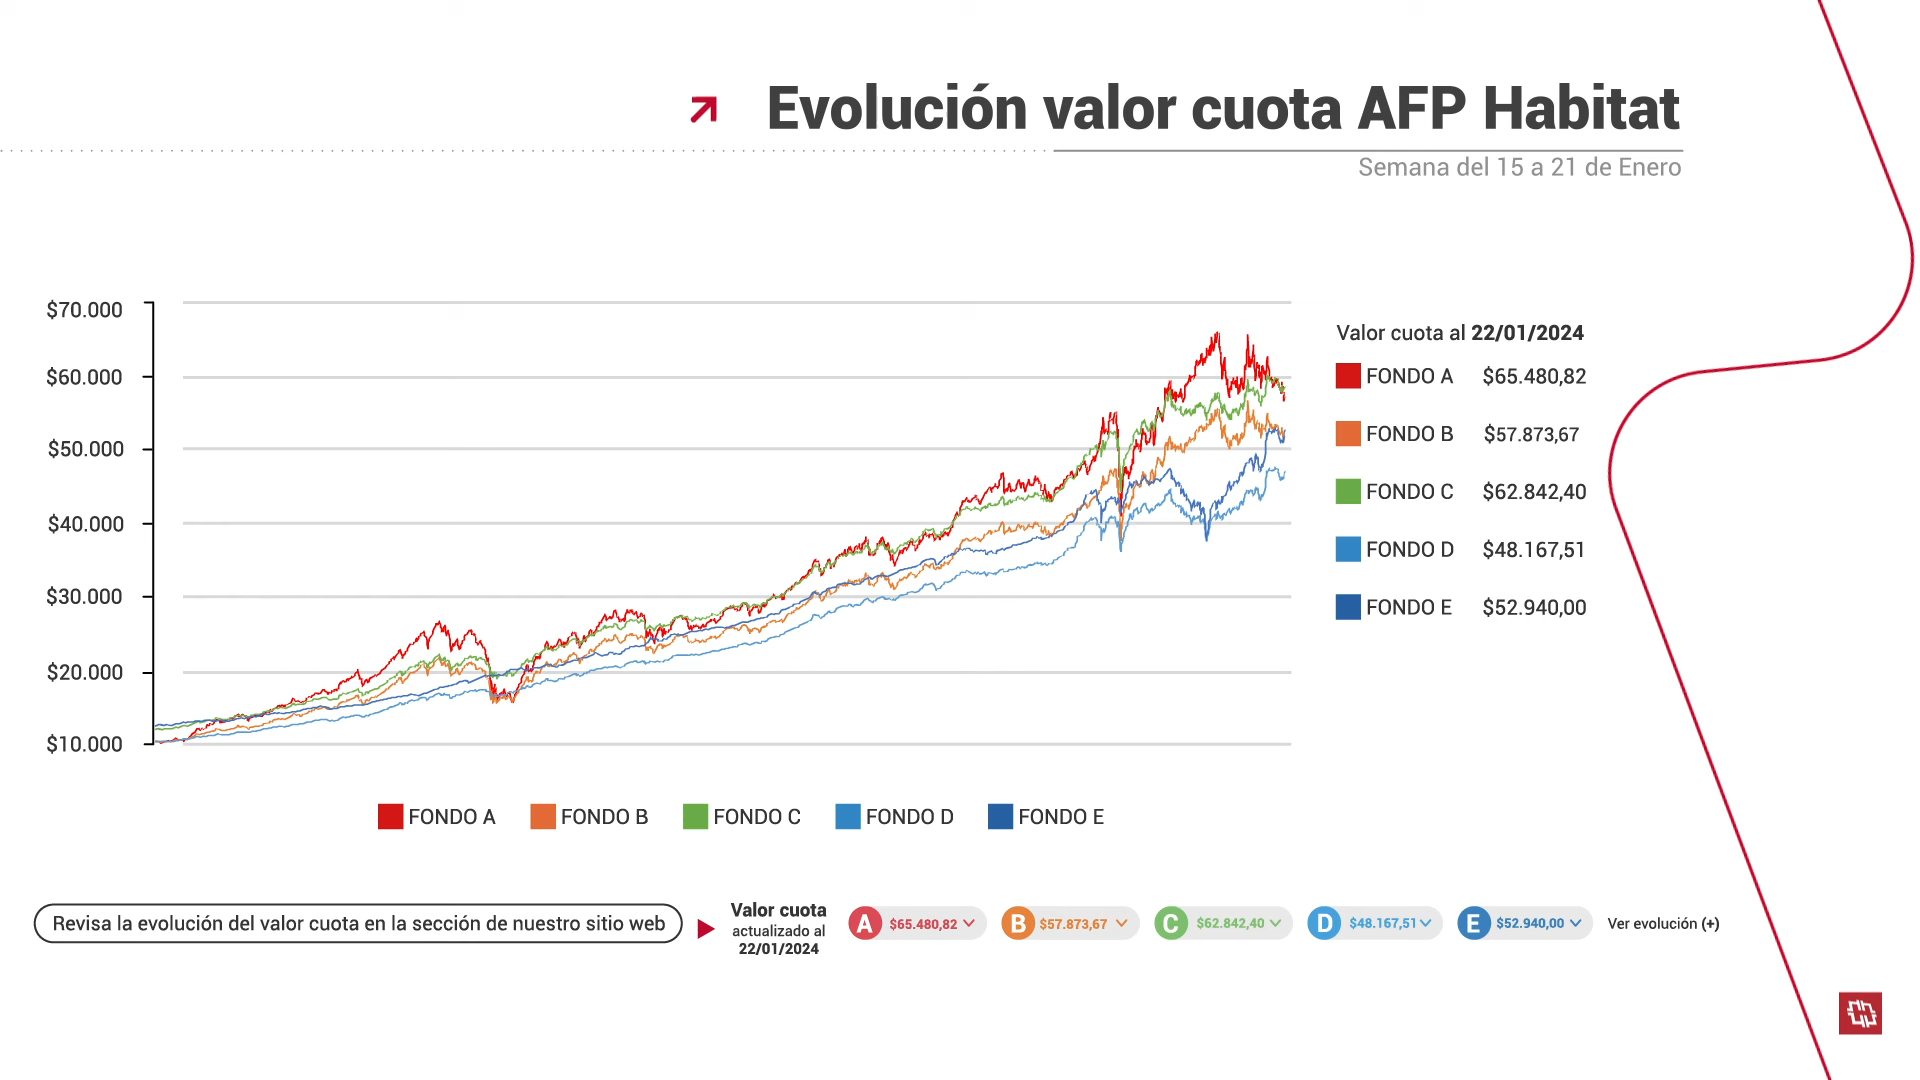 Evolución valor cuota AFP Habitat
Semana del 15 a 21 de Enero
$70.000
$60.000
$50.000
$40.000
$30.000
$20.000
$10.000
Valor cuota al 22/01/2024
FONDO A $65.480,82
FONDO B $57.873,67
FONDO C $62.842,40
FONDO D $48.167,51
FONDO E $52.940,00
FONDO A FONDO B FONDO C FONDO D FONDO E
Revisa la evolución del valor cuota en la sección de nuestro sitio web
Valor cuota
actualizado al
22/01/2024
A $65.480,82 B $57.873,67 C $62.842,40 D $48.167,51 E $52.940,00 Ver evolución (+)